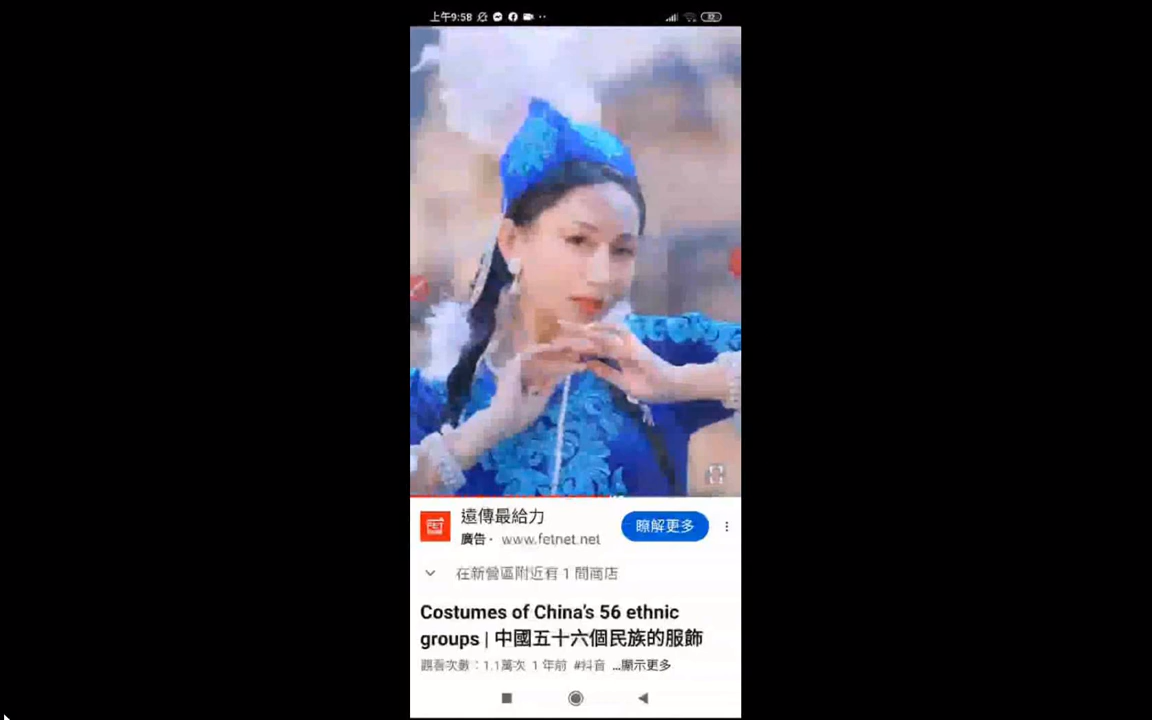 上午9:58
32
遠傳最給力
瞭解更多
廣告 · www.fetnet.net
在新營區附近有 1 間商店
Costumes of China's 56 ethnic
groups | 中國五十六個民族的服飾
觀看次數：1.1萬次 1 年前 #抖音 ...顯示更多